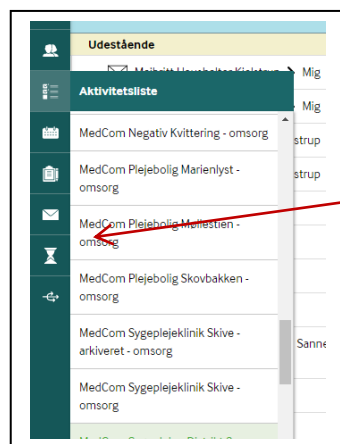 Udestående
Mig
Aktivitetsliste
Mig
MedCom Negativ Kvittering - omsorg
strup
MedCom Plejebolig Marienlyst -
strup
omsorg
MedCom Plejebolig Møllestien -
omsorg
MedCom Plejebolig Skovbakken -
omsorg
MedCom Sygeplejeklinik Skive -
Sanne
arkiveret - omsorg
MedCom Sygeplejeklinik Skive -
omsorg